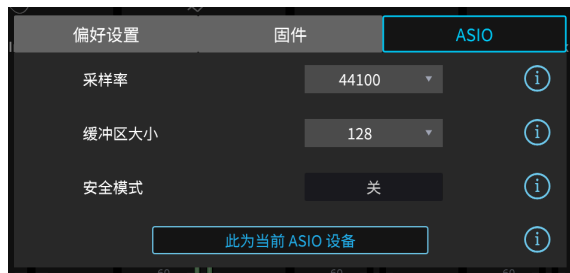 偏好设置 固件 ASIO
采样率 44100
缓冲区大小 128
安全模式 关
此为当前 ASIO 设备